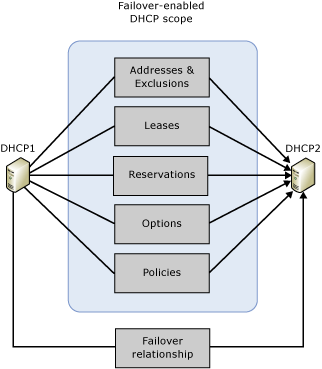 Failover-enabled
DHCP scope
Addresses &
Exclusions
Leases
DHCP1
DHCP2
Reservations
Options
Policies
Failover
relationship